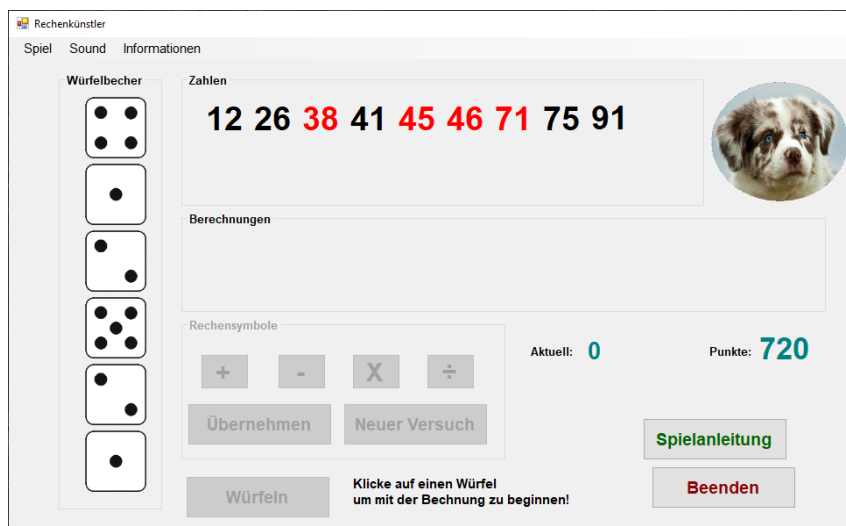 Rechenkünstler
Spiel Sound Informationen
Würfelbecher
Zahlen
12 26 38 41 45 46 71 75 91
Berechnungen
Rechensymbole
+ - X ÷
Übernehmen Neuer Versuch
Aktuell: 0
Punkte: 720
Spielanleitung
Würfeln
Klicke auf einen Würfel
um mit der Bechnung zu beginnen!
Beenden